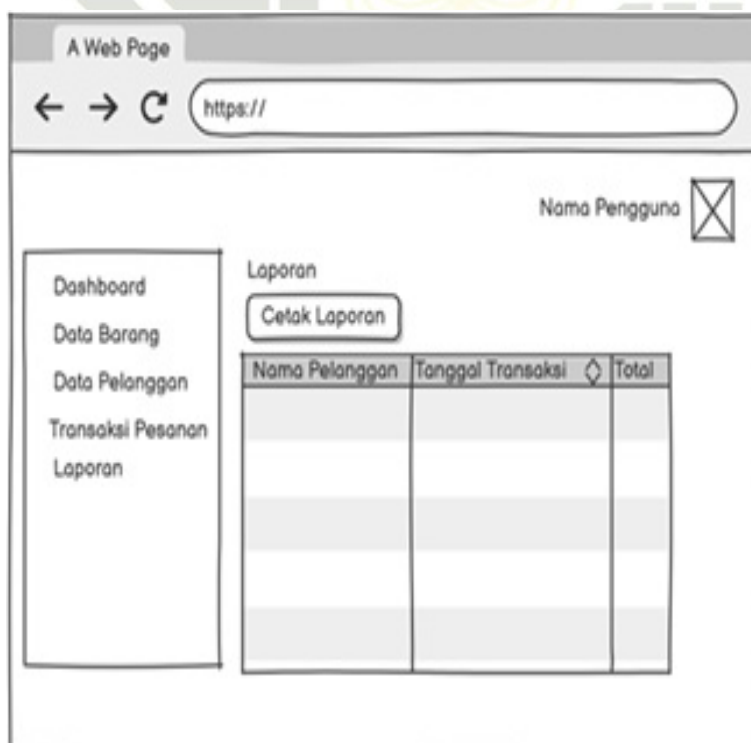 A Web Page
https://
Nama Pengguna
Dashboard
Data Barang
Data Pelanggan
Transaksi Pesanan
Laporan
Laporan
Cetak Laporan
Nama Pelanggan Tanggal Transaksi Total